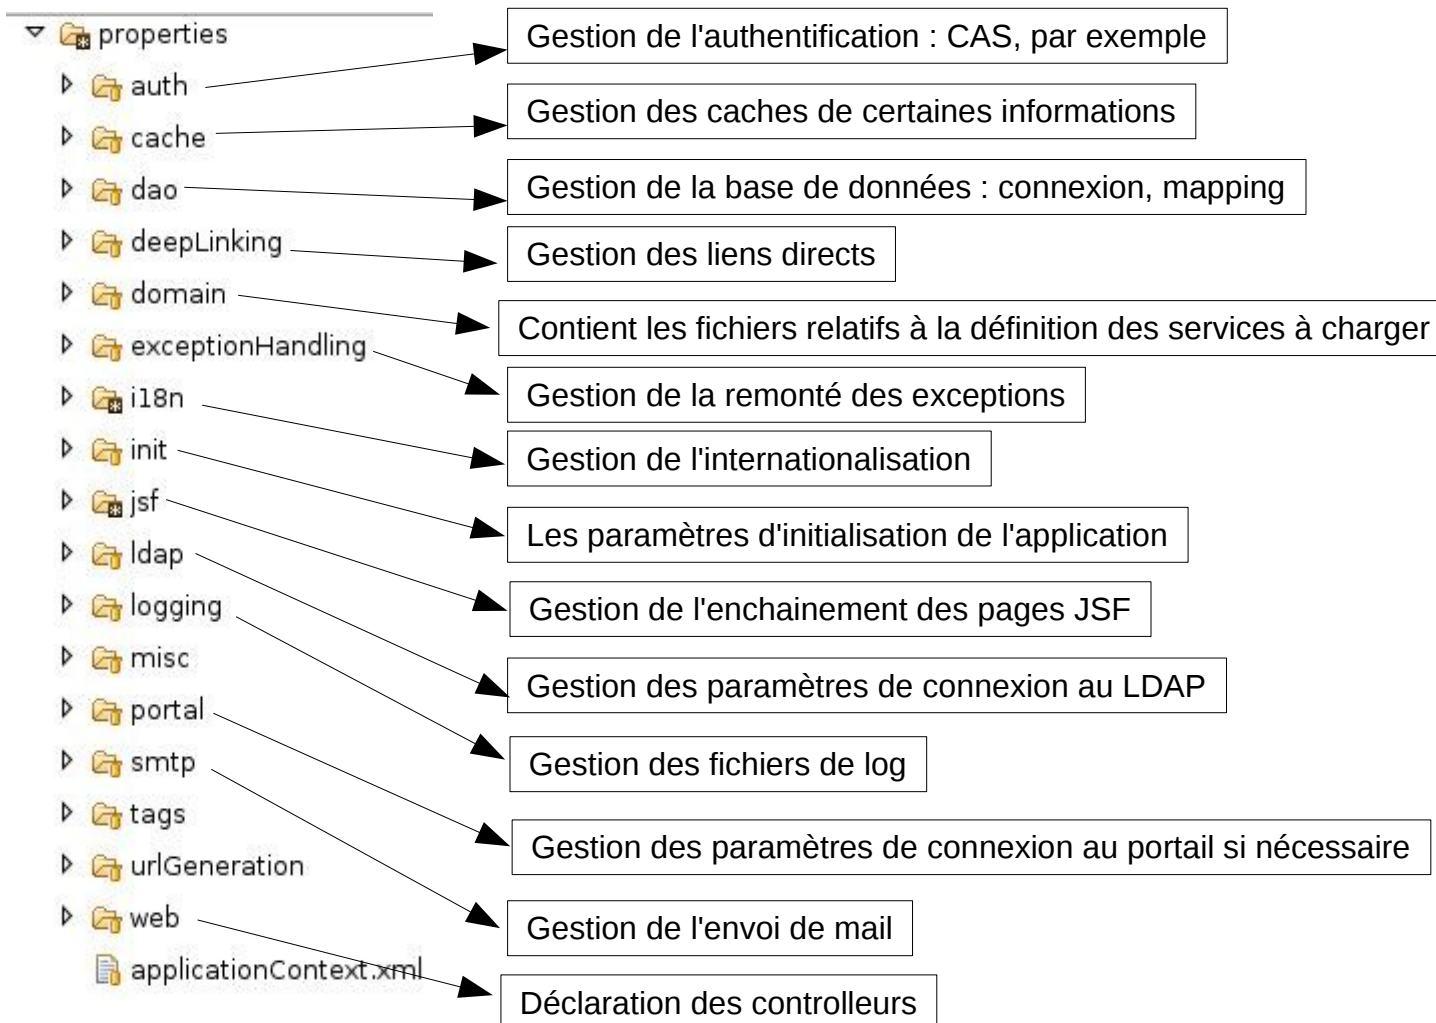 properties
auth
cache
dao
deepLinking
domain
exceptionHandling
i18n
init
jsf
ldap
logging
misc
portal
smtp
tags
urlGeneration
web
applicationContext.xml
Gestion de l'authentification : CAS, par exemple
Gestion des caches de certaines informations
Gestion de la base de données : connexion, mapping
Gestion des liens directs
Contient les fichiers relatifs à la définition des services à charger
Gestion de la remonté des exceptions
Gestion de l'internationalisation
Les paramètres d'initialisation de l'application
Gestion de l'enchainement des pages JSF
Gestion des paramètres de connexion au LDAP
Gestion des fichiers de log
Gestion des paramètres de connexion au portail si nécessaire
Gestion de l'envoi de mail
Déclaration des controlleurs